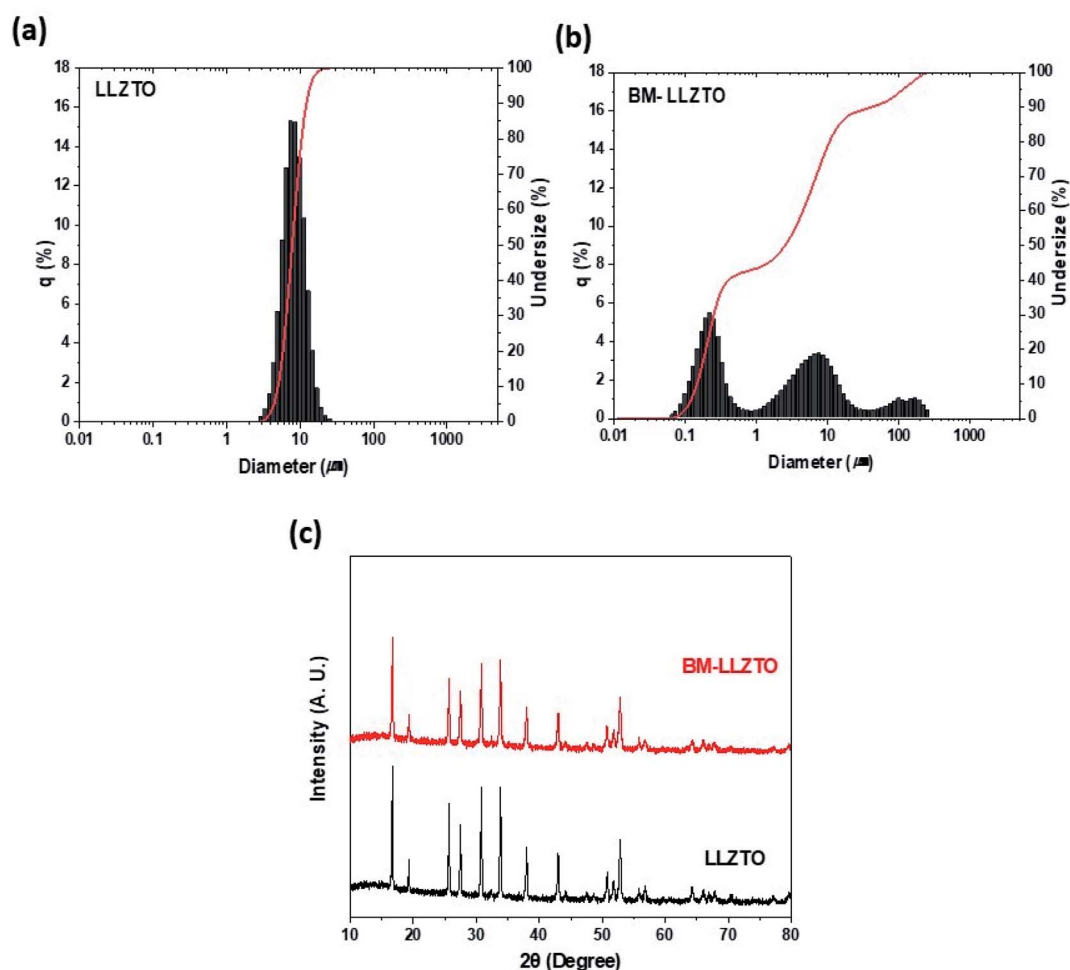 (a)
LLZTO
q (%)
18
16
14
12
10
8
6
4
2
0
0.01 0.1 1 10 100 1000
Diameter (㎛)
100
90
80
70
60
50
40
30
20
10
0
Undersize (%)
(b)
BM- LLZTO
q (%)
18
16
14
12
10
8
6
4
2
0
0.01 0.1 1 10 100 1000
Diameter (㎛)
100
90
80
70
60
50
40
30
20
10
0
Undersize (%)
(c)
Intensity (A. U.)
BM-LLZTO
LLZTO
10 20 30 40 50 60 70 80
2θ (Degree)